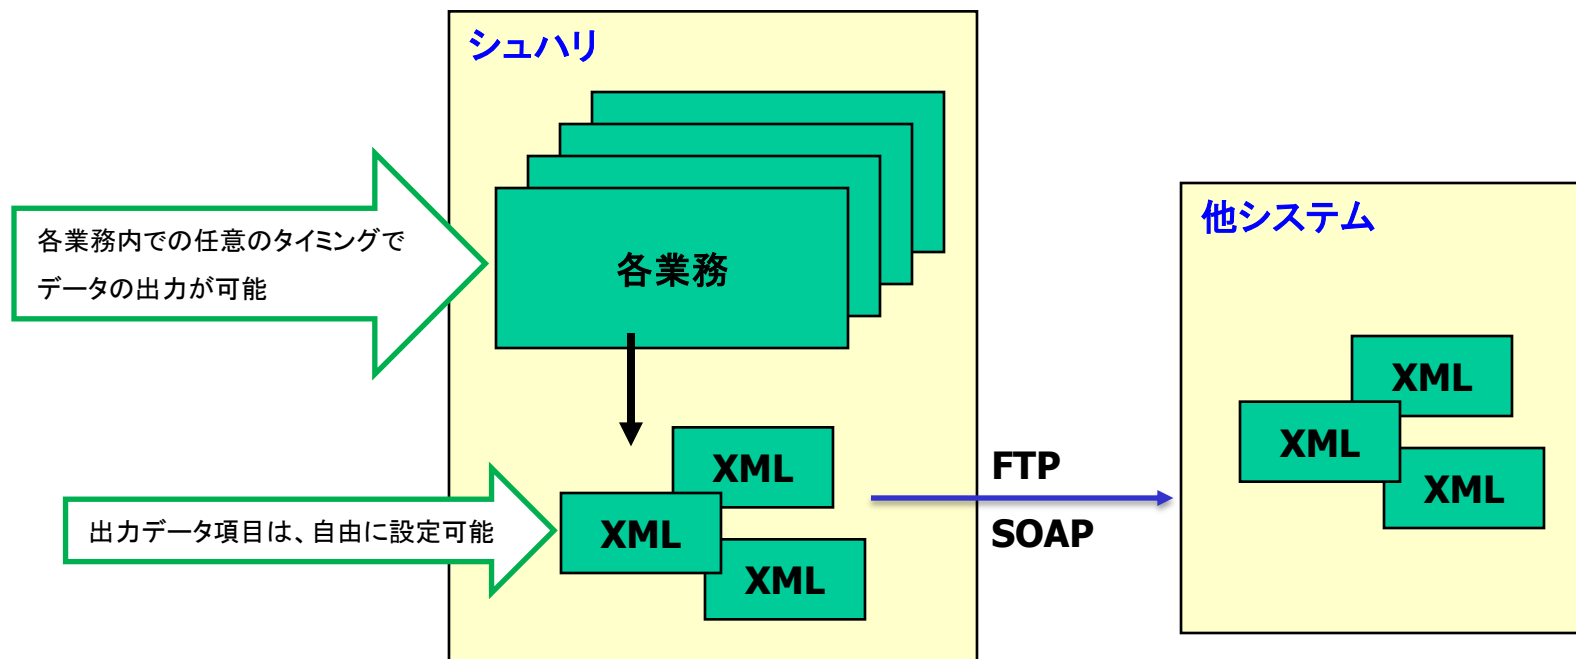 シュハリ
各業務内での任意のタイミングで
データの出力が可能
各業務
他システム
出力データ項目は、自由に設定可能
XML
XML
XML
FTP
SOAP
XML
XML
XML